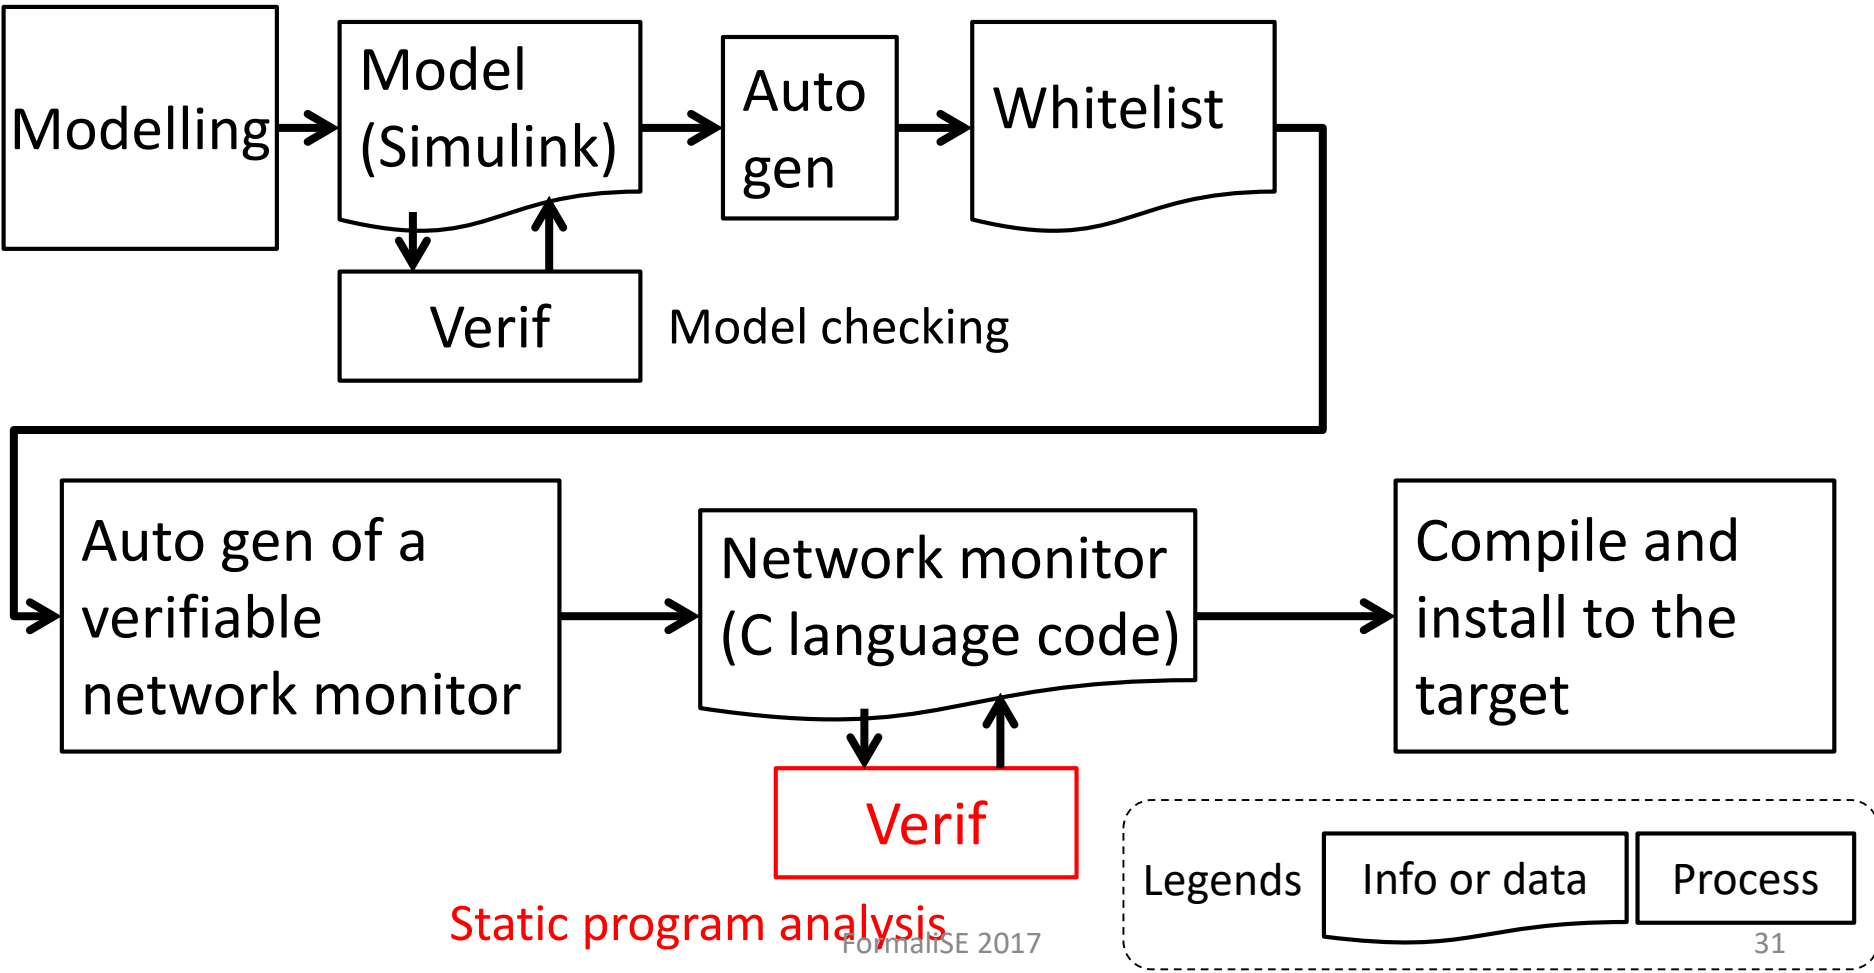 Modelling
Model
(Simulink)
Auto
gen
Whitelist
Verif
Model checking
Auto gen of a
verifiable
network monitor
Network monitor
(C language code)
Compile and
install to the
target
Verif
Static program analysis
Legends
Info or data
Process
FormaliSE 2017
31